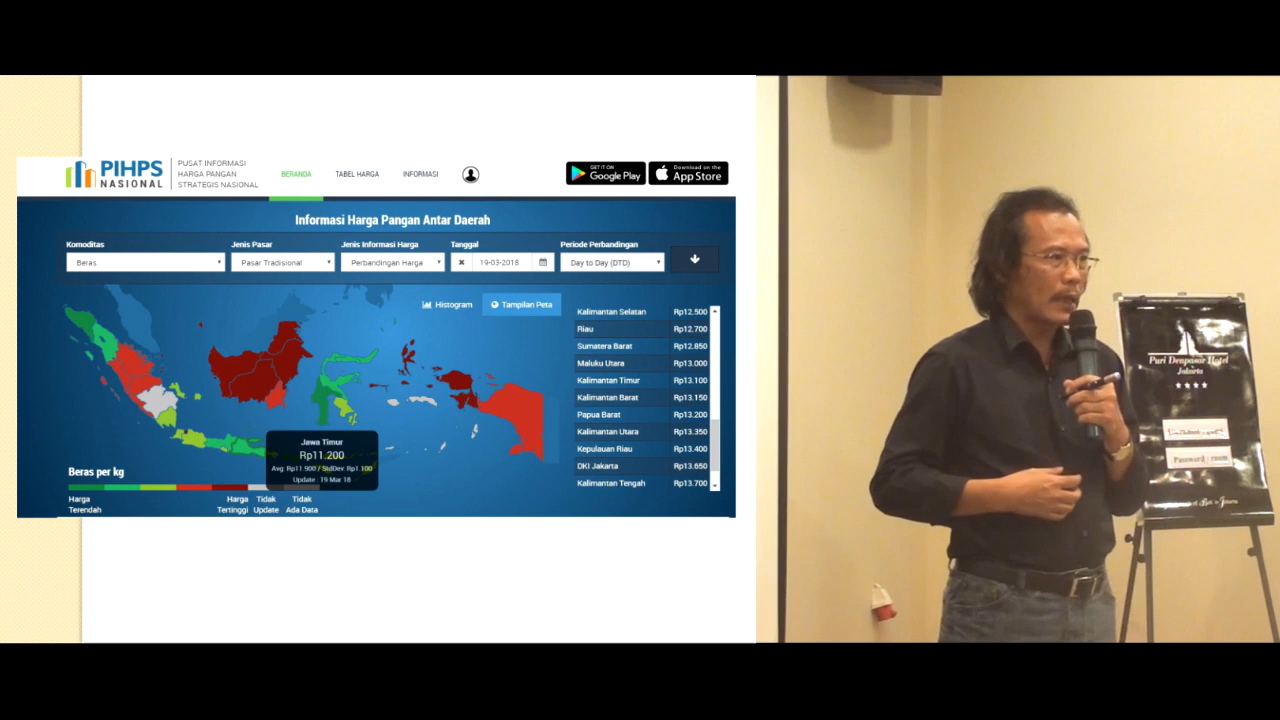 PIHPS
NASIONAL
PUSAT INFORMASI
HARGA PANGAN
STRATEGIS NASIONAL
BERANDA
TABEL HARGA
INFORMASI
GET IT ON
Google Play
Download on the
App Store
Informasi Harga Pangan Antar Daerah
Komoditas
Beras
Jenis Pasar
Pasar Tradisional
Jenis Informasi Harga
Perbandingan Harga
Tanggal
19-03-2018
Periode Perbandingan
Day to Day (DTD)
Histogram
Tampilan Peta
Kalimantan Selatan Rp12.500
Riau Rp12.700
Sumatera Barat Rp12.850
Maluku Utara Rp13.000
Kalimantan Timur Rp13.100
Kalimantan Barat Rp13.150
Papua Barat Rp13.200
Kalimantan Utara Rp13.350
Kepulauan Riau Rp13.400
DKI Jakarta Rp13.650
Kalimantan Tengah Rp13.700
Jawa Timur
Rp11.200
Avg: Rp11.900 / StdDev: Rp1.100
Update : 19 Mar 18
Beras per kg
Harga
Terendah
Harga
Tertinggi
Tidak
Update
Tidak
Ada Data
Puri Denpasar Hotel
Jakarta
Password : room
of Bali in Jakarta